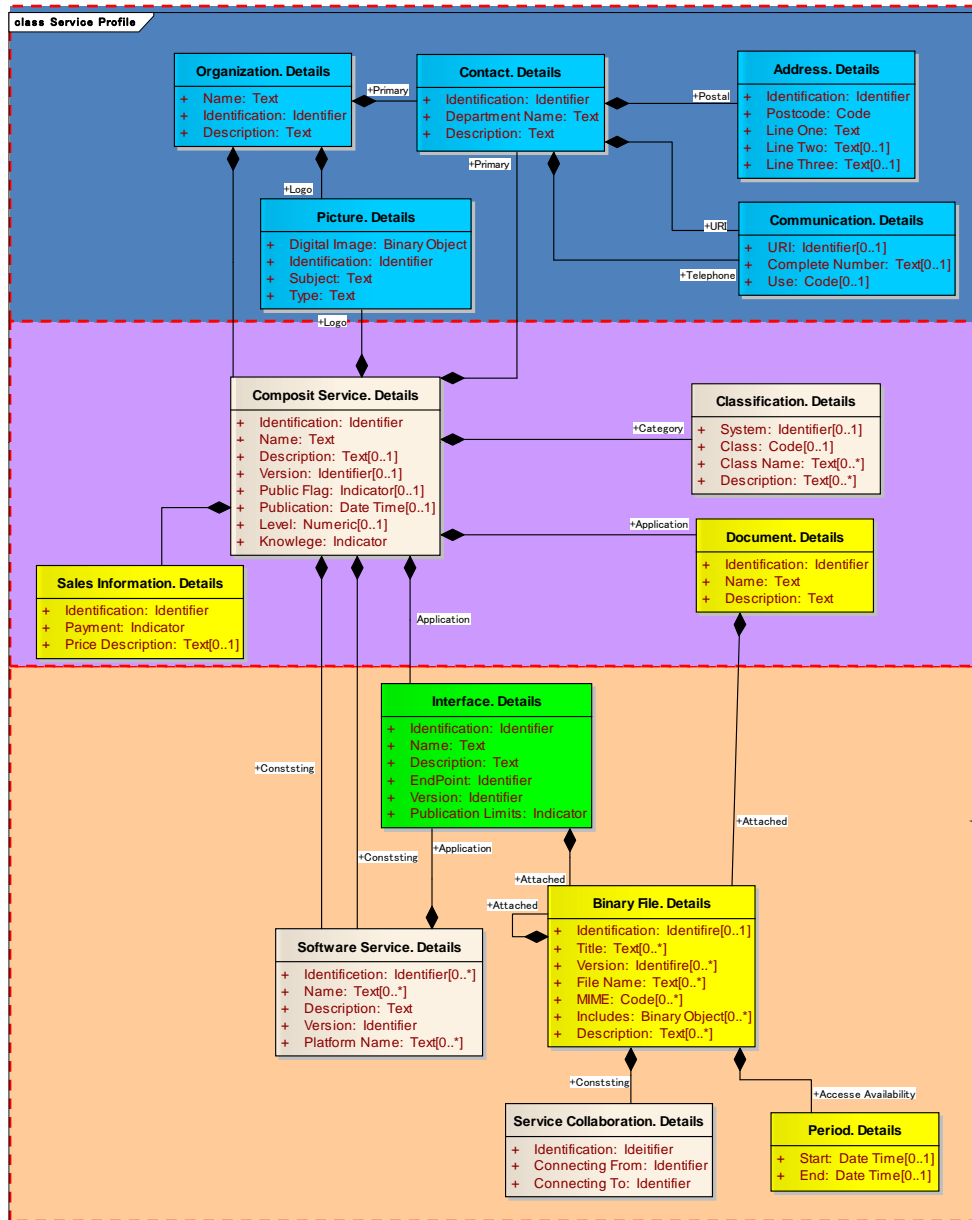 class Service Profile
Organization. Details
+ Name: Text
+ Identification: Identifier
+ Description: Text
+Primary
Contact. Details
+ Identification: Identifier
+ Department Name: Text
+ Description: Text
+Postal
Address. Details
+ Identification: Identifier
+ Postcode: Code
+ Line One: Text
+ Line Two: Text[0..1]
+ Line Three: Text[0..1]
+Primary
+Logo
Picture. Details
+ Digital Image: Binary Object
+ Identification: Identifier
+ Subject: Text
+ Type: Text
+URI
+Telephone
Communication. Details
+ URI: Identifier[0..1]
+ Complete Number: Text[0..1]
+ Use: Code[0..1]
+Logo
Composit Service. Details
+ Identification: Identifier
+ Name: Text
+ Description: Text[0..1]
+ Version: Identifier[0..1]
+ Public Flag: Indicator[0..1]
+ Publication: Date Time[0..1]
+ Level: Numeric[0..1]
+ Knowlege: Indicator
+Category
Classification. Details
+ System: Identifier[0..1]
+ Class: Code[0..1]
+ Class Name: Text[0..*]
+ Description: Text[0..*]
+Application
Document. Details
+ Identification: Identifier
+ Name: Text
+ Description: Text
Sales Information. Details
+ Identification: Identifier
+ Payment: Indicator
+ Price Description: Text[0..1]
Application
Interface. Details
+ Identification: Identifier
+ Name: Text
+ Description: Text
+ EndPoint: Identifier
+ Version: Identifier
+ Publication Limits: Indicator
+Conststing
+Conststing
+Application
+Attached
+Attached
+Attached
Binary File. Details
+ Identification: Identifire[0..1]
+ Title: Text[0..*]
+ Version: Identifire[0..*]
+ File Name: Text[0..*]
+ MIME: Code[0..*]
+ Includes: Binary Object[0..*]
+ Description: Text[0..*]
Software Service. Details
+ Identificetion: Identifier[0..*]
+ Name: Text[0..*]
+ Description: Text
+ Version: Identifier
+ Platform Name: Text[0..*]
+Conststing
+Accesse Availability
Service Collaboration. Details
+ Identification: Ideitifier
+ Connecting From: Identifier
+ Connecting To: Identifier
Period. Details
+ Start: Date Time[0..1]
+ End: Date Time[0..1]